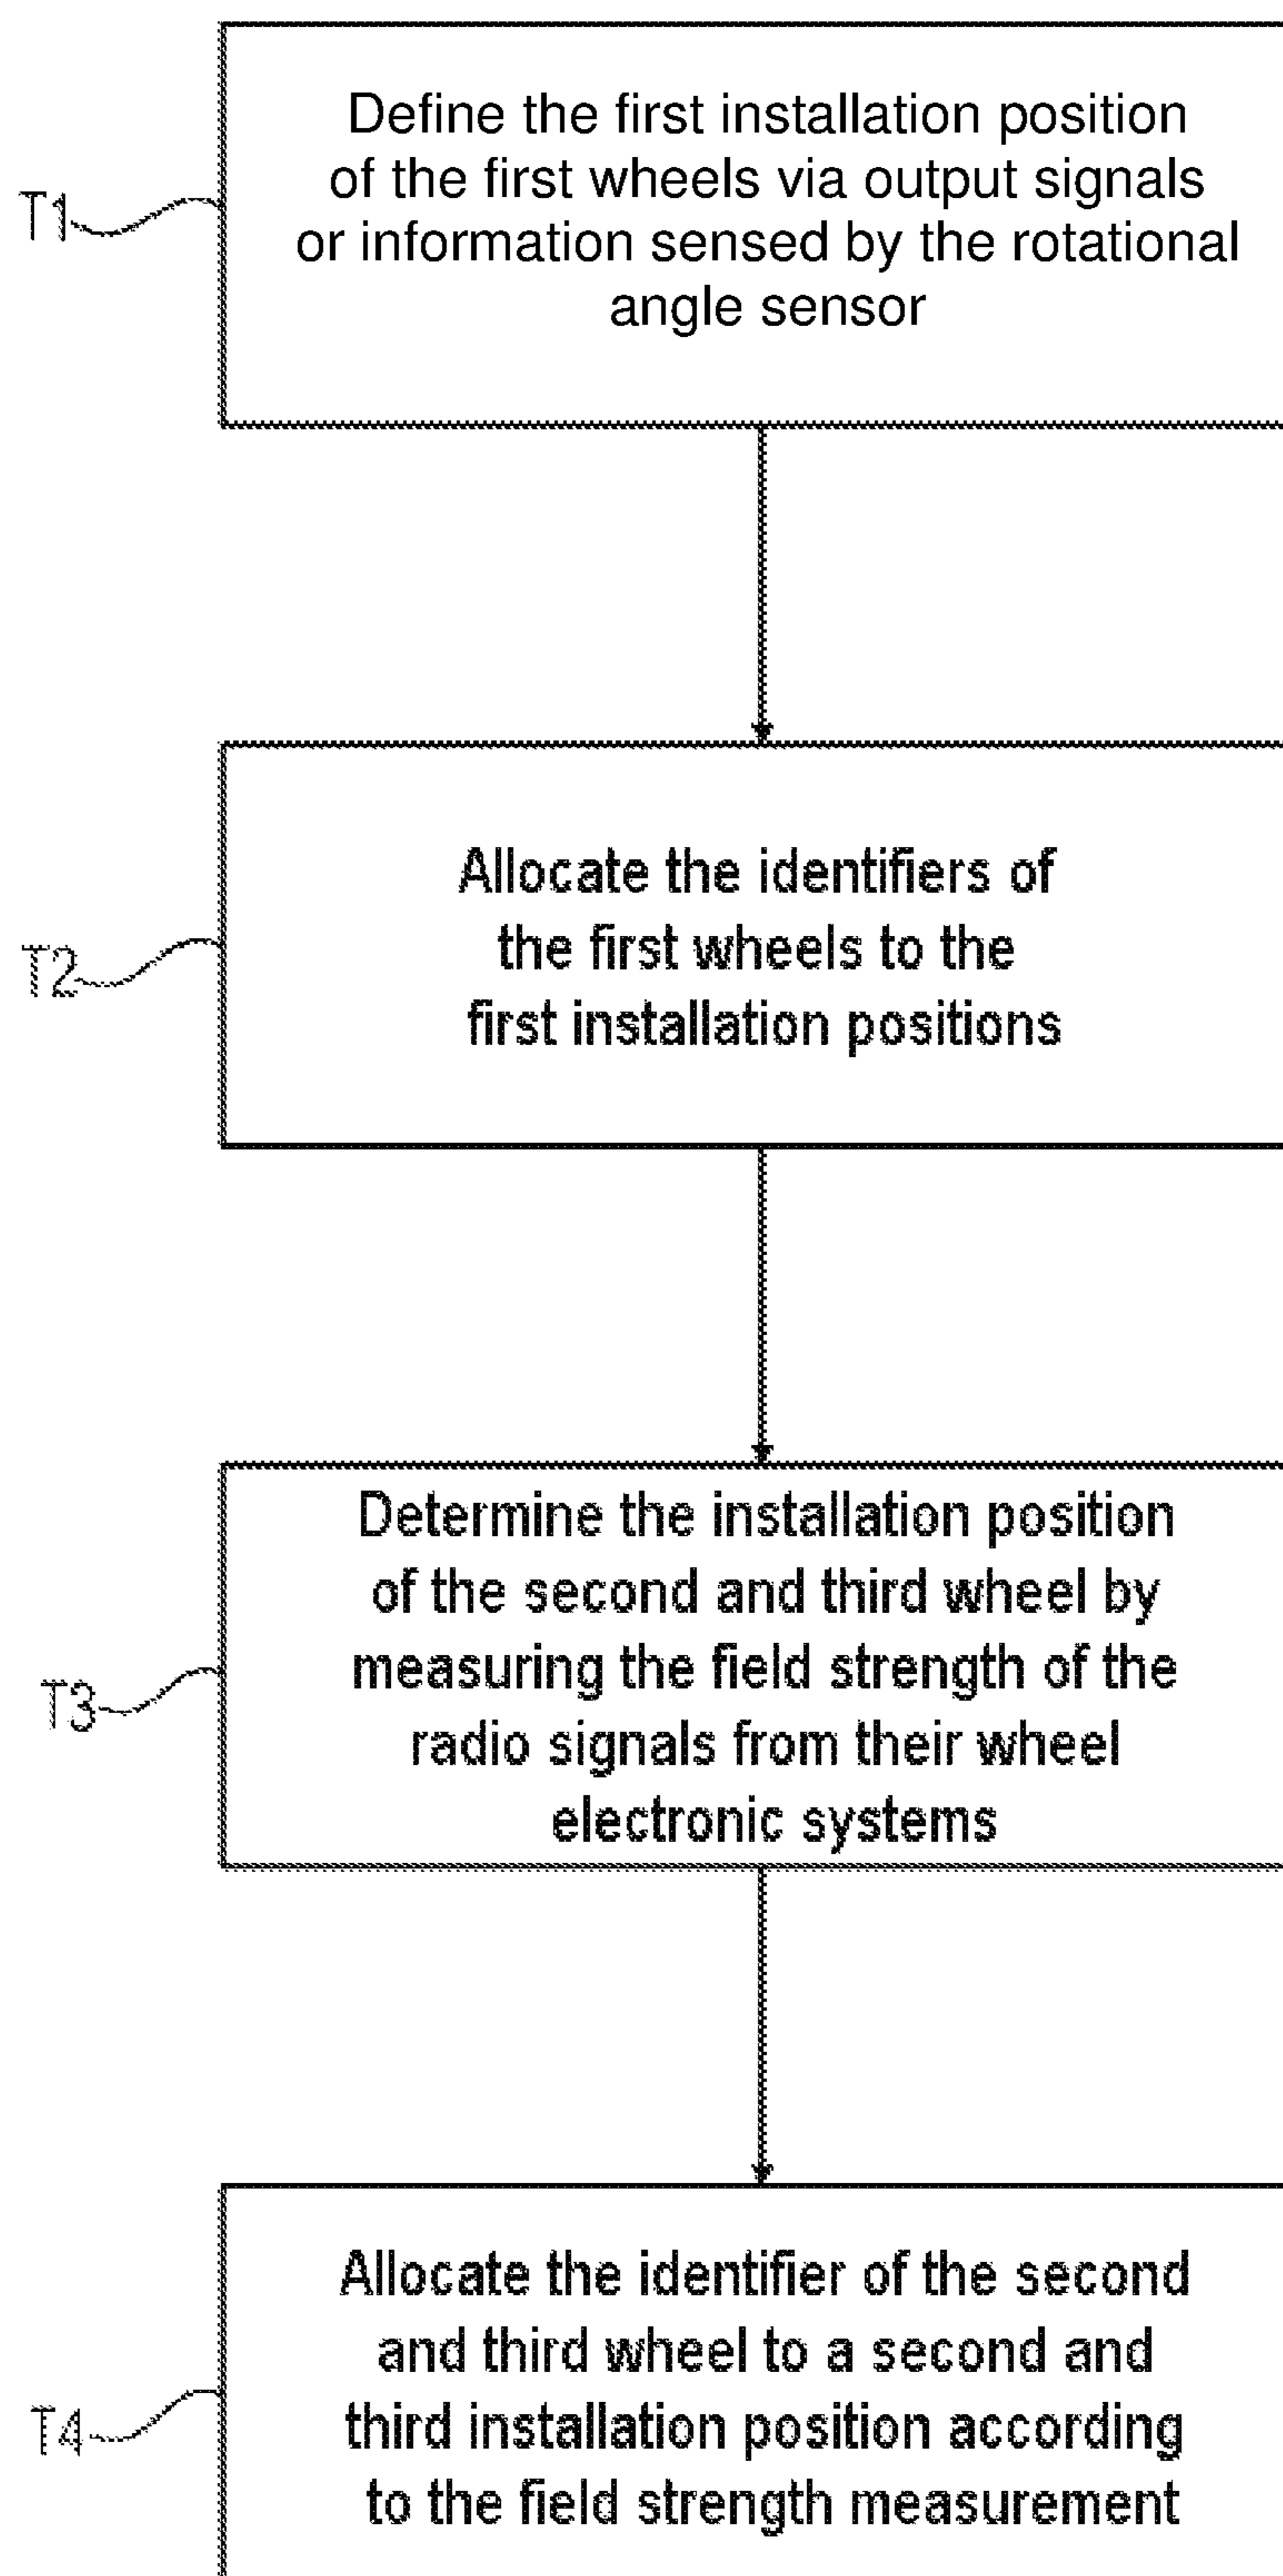 T1
Define the first installation position
of the first wheels via output signals
or information sensed by the rotational
angle sensor
T2
Allocate the identifiers of
the first wheels to the
first installation positions
T3
Determine the installation position
of the second and third wheel by
measuring the field strength of the
radio signals from their wheel
electronic systems
T4
Allocate the identifier of the second
and third wheel to a second and
third installation position according
to the field strength measurement